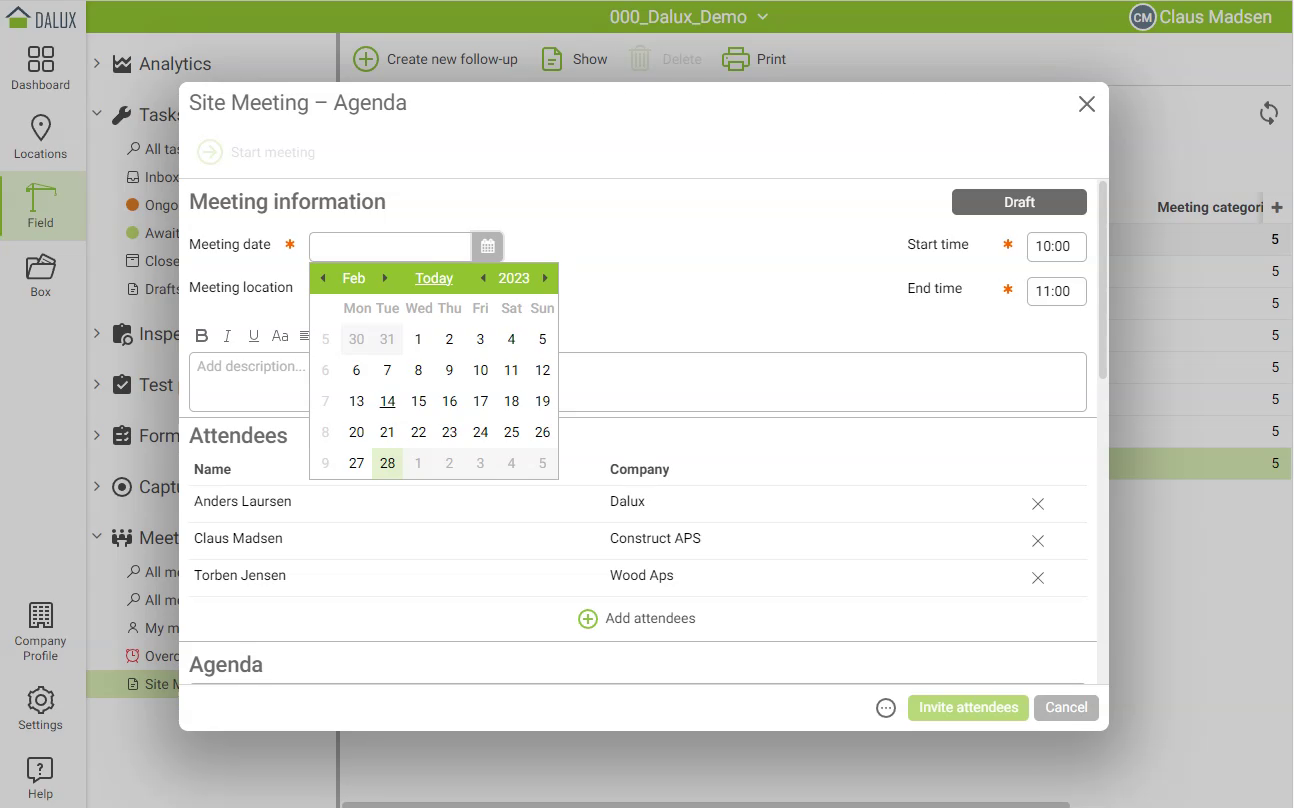 DALUX
000_Dalux_Demo
CM Claus Madsen
Dashboard
Locations
Field
Box
Company
Profile
Settings
Help
Analytics
Tasks
All tas
Inbox
Ongo
Await
Close
Drafts
Inspe
Test
Form
Captu
Meet
All me
All me
My m
Overd
Site M
Create new follow-up
Show
Delete
Print
Meeting categori +
5
5
5
5
5
5
5
5
Site Meeting – Agenda
Start meeting
Meeting information
Draft
Meeting date *
Start time * 10:00
Meeting location
End time * 11:00
Feb Today 2023
Mon Tue Wed Thu Fri Sat Sun
5 30 31 1 2 3 4 5
6 6 7 8 9 10 11 12
7 13 14 15 16 17 18 19
8 20 21 22 23 24 25 26
9 27 28 1 2 3 4 5
B I U Aa
Add description...
Attendees
Name Company
Anders Laursen Dalux
Claus Madsen Construct APS
Torben Jensen Wood Aps
Add attendees
Agenda
Invite attendees
Cancel